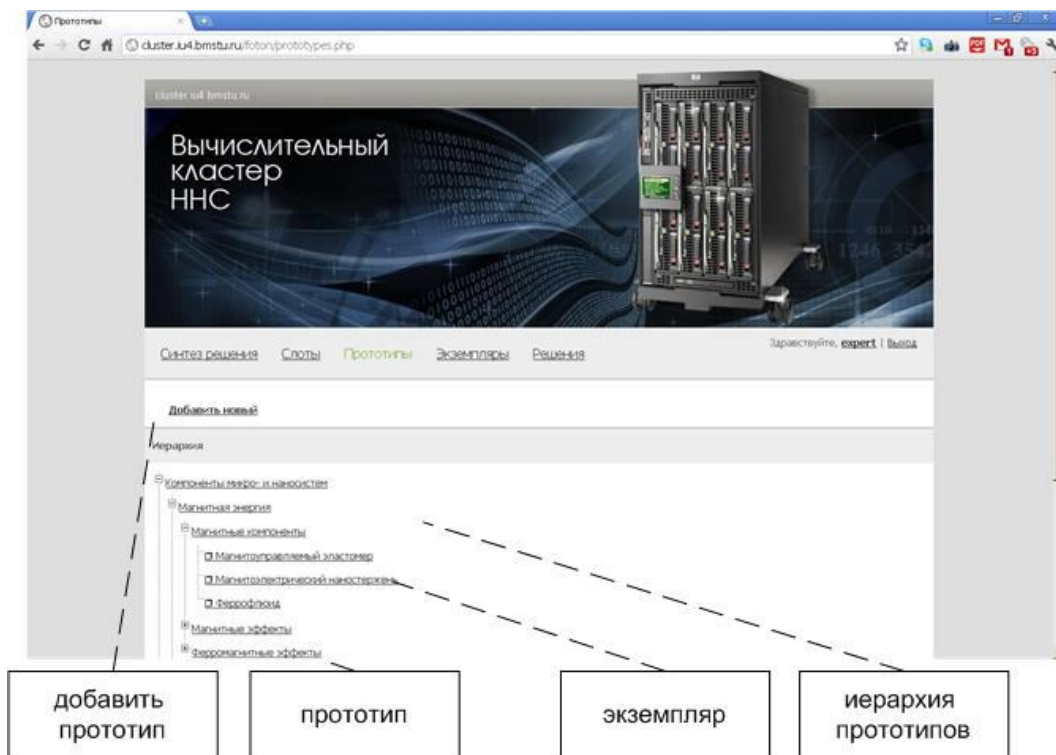 Прототипы
cluster.iu4.bmstu.ru/foton/prototypes.php
cluster.iu4.bmstu.ru
Вычислительный
кластер
ННС
Синтез решения Слоты Прототипы Экземпляры Решения
Здравствуйте, expert | Выход
Добавить новый
Иерархия
Компоненты микро- и наносистем
Магнитная энергия
Магнитные компоненты
Магнитоуправляемый эластомер
Магнитоэлектрический наностержень
Феррофлюид
Магнитные эффекты
Ферромагнитные эффекты
добавить
прототип
прототип
экземпляр
иерархия
прототипов